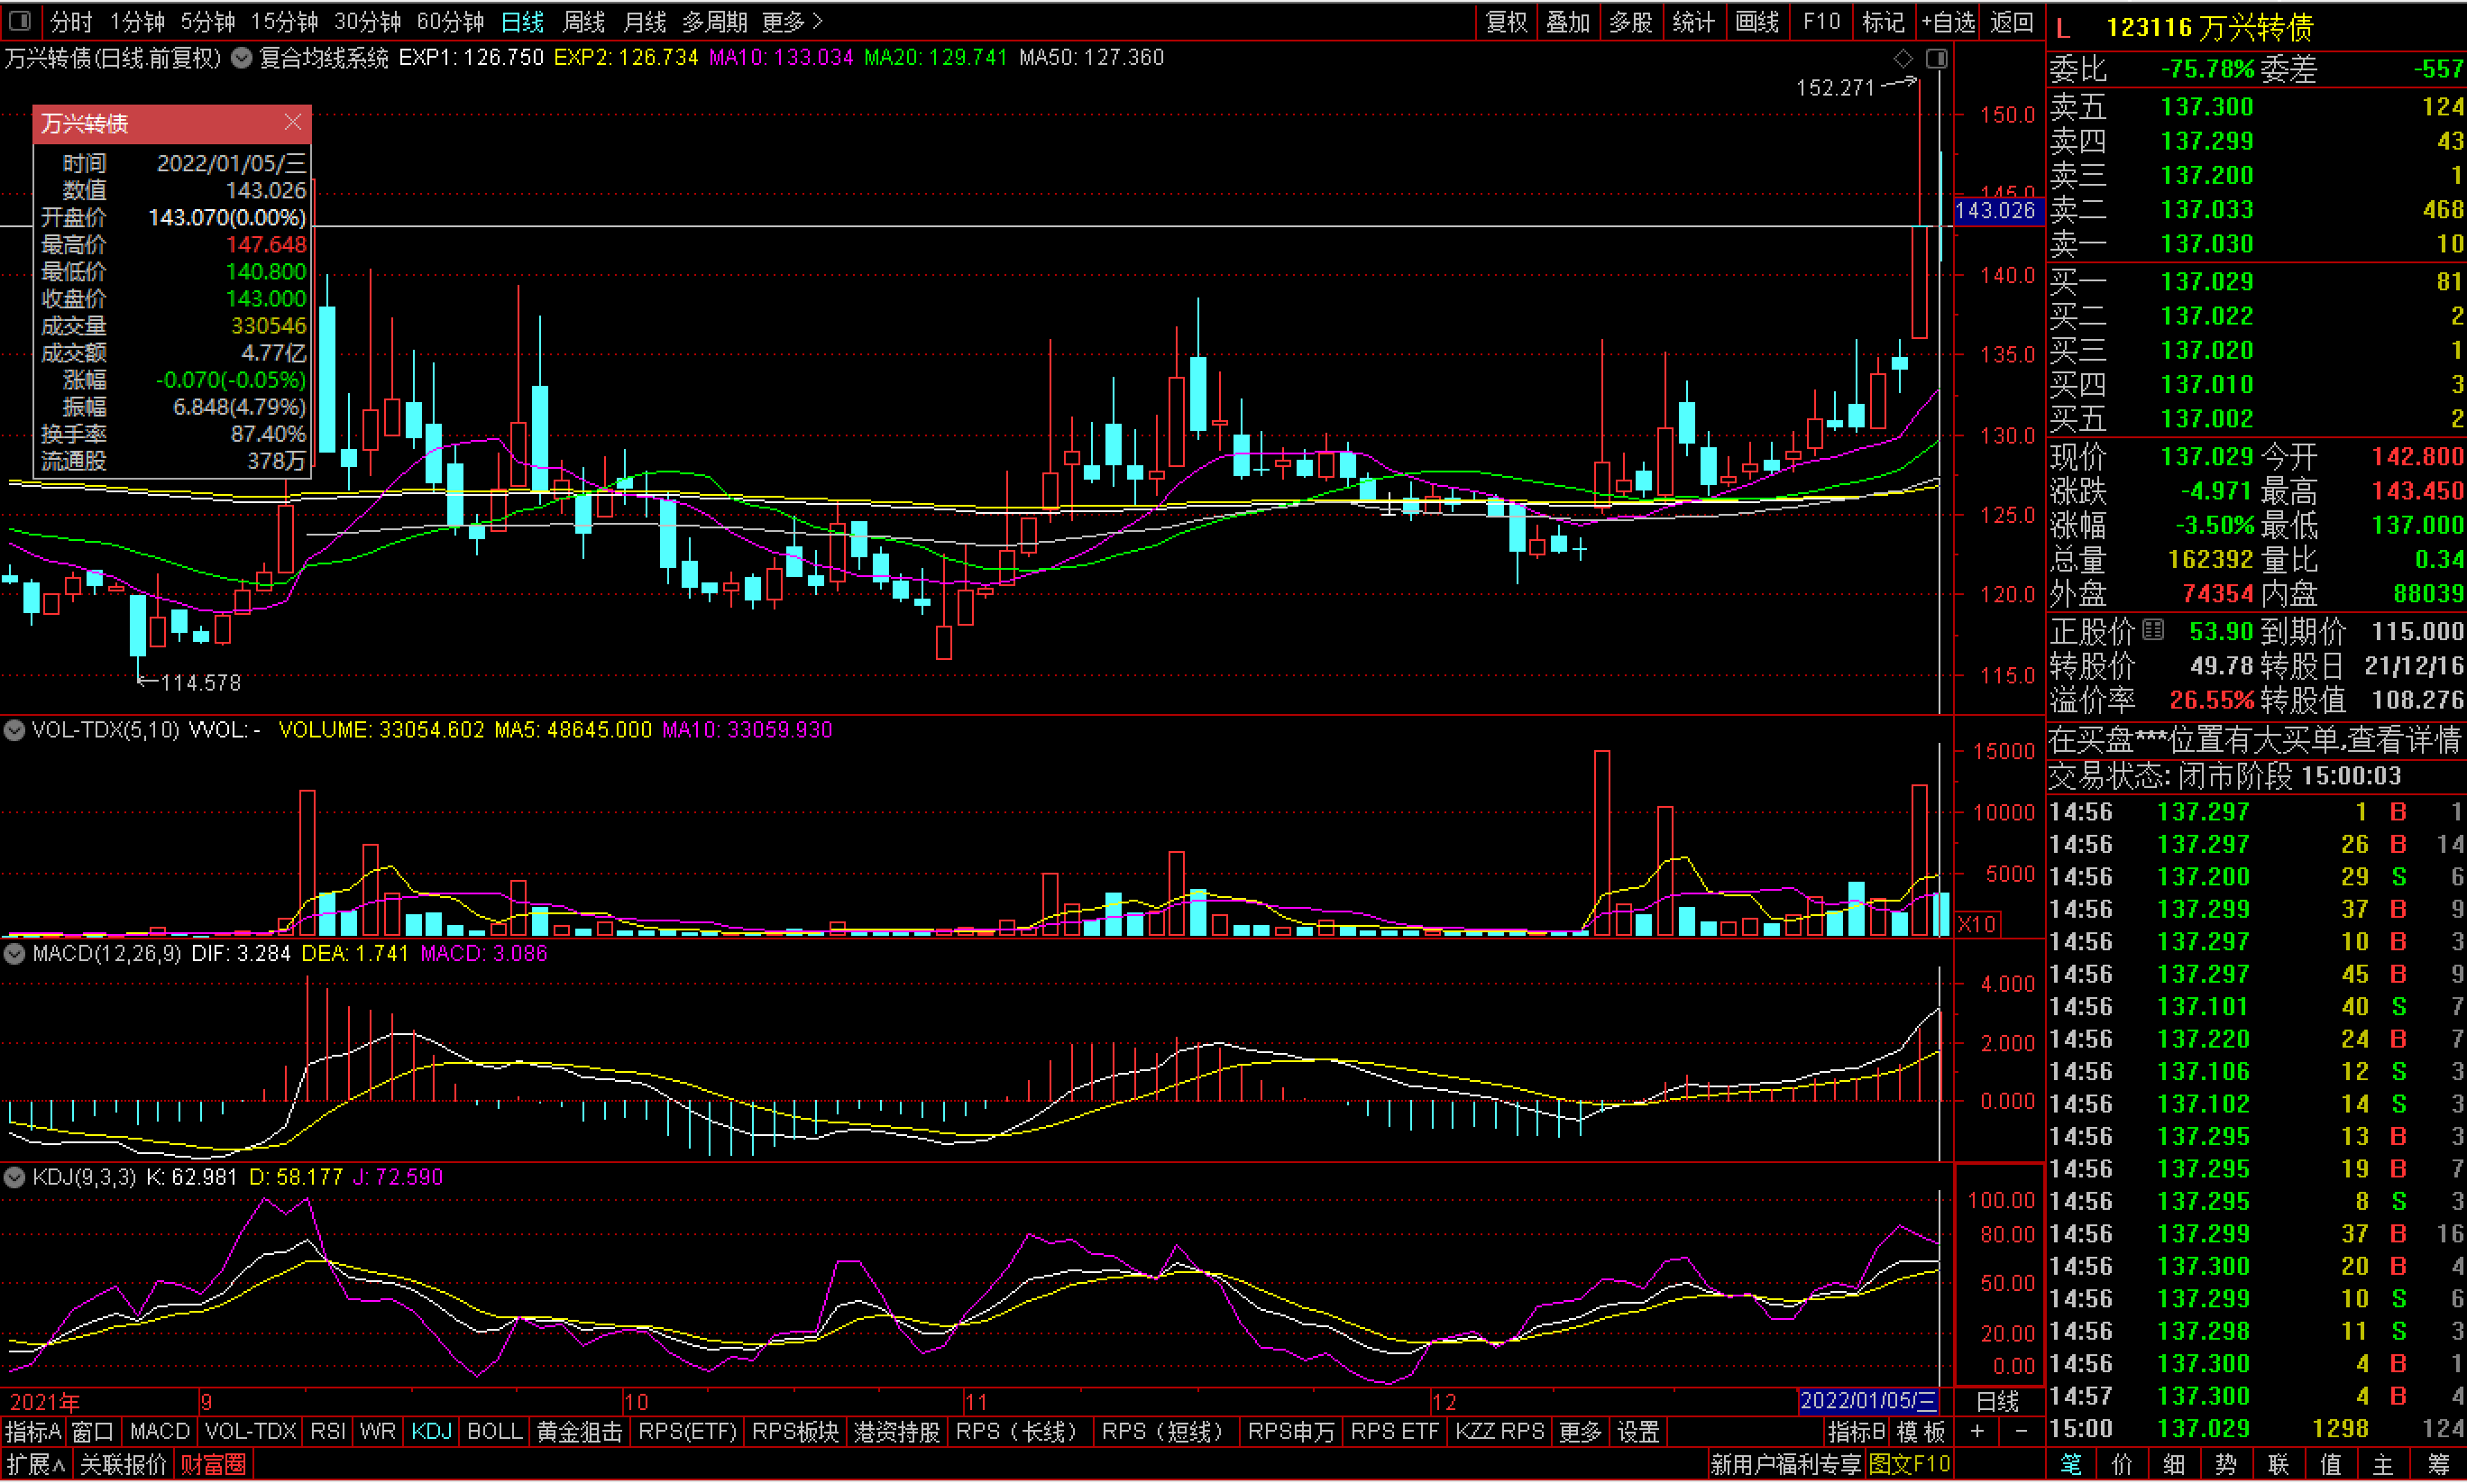 分时 1分钟 5分钟 15分钟 30分钟 60分钟 日线 周线 月线 多周期 更多 >
复权 叠加 多股 统计 画线 F10 标记 +自选 返回
L 123116 万兴转债
万兴转债(日线.前复权) 复合均线系统 EXP1: 126.750 EXP2: 126.734 MA10: 133.034 MA20: 129.741 MA50: 127.360
万兴转债
时间 2022/01/05/三
数值 143.026
开盘价 143.070(0.00%)
最高价 147.648
最低价 140.800
收盘价 143.000
成交量 330546
成交额 4.77亿
涨幅 -0.070(-0.05%)
振幅 6.848(4.79%)
换手率 87.40%
流通股 378万
152.271
114.578
150.0
145.0
143.026
140.0
135.0
130.0
125.0
120.0
115.0
VOL-TDX(5,10) VVOL: - VOLUME: 33054.602 MA5: 48645.000 MA10: 33059.930
15000
10000
5000
X10
MACD(12,26,9) DIF: 3.284 DEA: 1.741 MACD: 3.086
4.000
2.000
0.000
KDJ(9,3,3) K: 62.981 D: 58.177 J: 72.590
100.00
80.00
50.00
20.00
0.00
2021年 9 10 11 12 2022/01/05/三 日线
指标A 窗口 MACD VOL-TDX RSI WR KDJ BOLL 黄金狙击 RPS(ETF) RPS板块 港资持股 RPS（长线） RPS（短线） RPS申万 RPS ETF KZZ RPS 更多 设置 指标B 模板 + -
扩展∧ 关联报价 财富圈 新用户福利专享 图文F10
委比 -75.78% 委差 -557
卖五 137.300 124
卖四 137.299 43
卖三 137.200 1
卖二 137.033 468
卖一 137.030 10
买一 137.029 81
买二 137.022 2
买三 137.020 1
买四 137.010 3
买五 137.002 2
现价 137.029 今开 142.800
涨跌 -4.971 最高 143.450
涨幅 -3.50% 最低 137.000
总量 162392 量比 0.34
外盘 74354 内盘 88039
正股价 53.90 到期价 115.000
转股价 49.78 转股日 21/12/16
溢价率 26.55% 转股值 108.276
在买盘***位置有大买单,查看详情
交易状态: 闭市阶段 15:00:03
14:56 137.297 1 B 1
14:56 137.297 26 B 14
14:56 137.200 29 S 6
14:56 137.299 37 B 9
14:56 137.297 10 B 3
14:56 137.297 45 B 9
14:56 137.101 40 S 7
14:56 137.220 24 B 7
14:56 137.106 12 S 3
14:56 137.102 14 S 3
14:56 137.295 13 B 3
14:56 137.295 19 B 7
14:56 137.295 8 S 3
14:56 137.299 37 B 16
14:56 137.300 20 B 4
14:56 137.299 10 S 6
14:56 137.298 11 S 3
14:56 137.300 4 B 1
14:57 137.300 4 B 4
15:00 137.029 1298 124
笔 价 细 势 联 值 主 筹